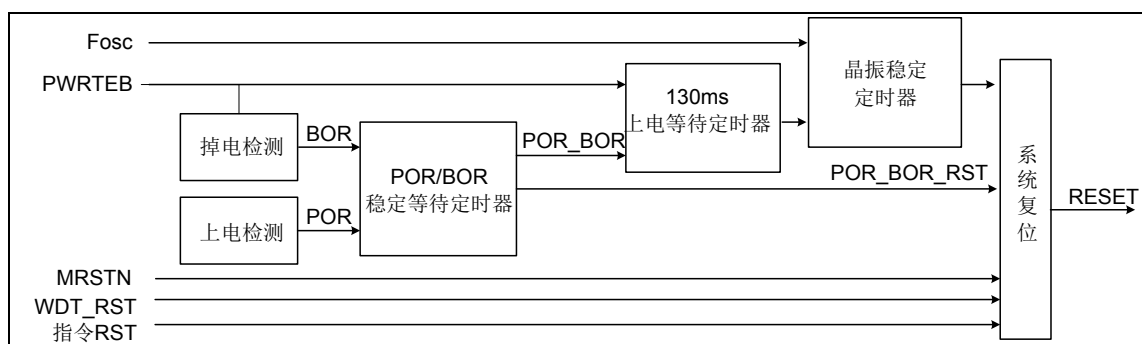 Fosc
PWRTEB
掉电检测
BOR
上电检测
POR
POR/BOR
稳定等待定时器
POR_BOR
130ms
上电等待定时器
晶振稳定
定时器
POR_BOR_RST
系统复位
RESET
MRSTN
WDT_RST
指令RST